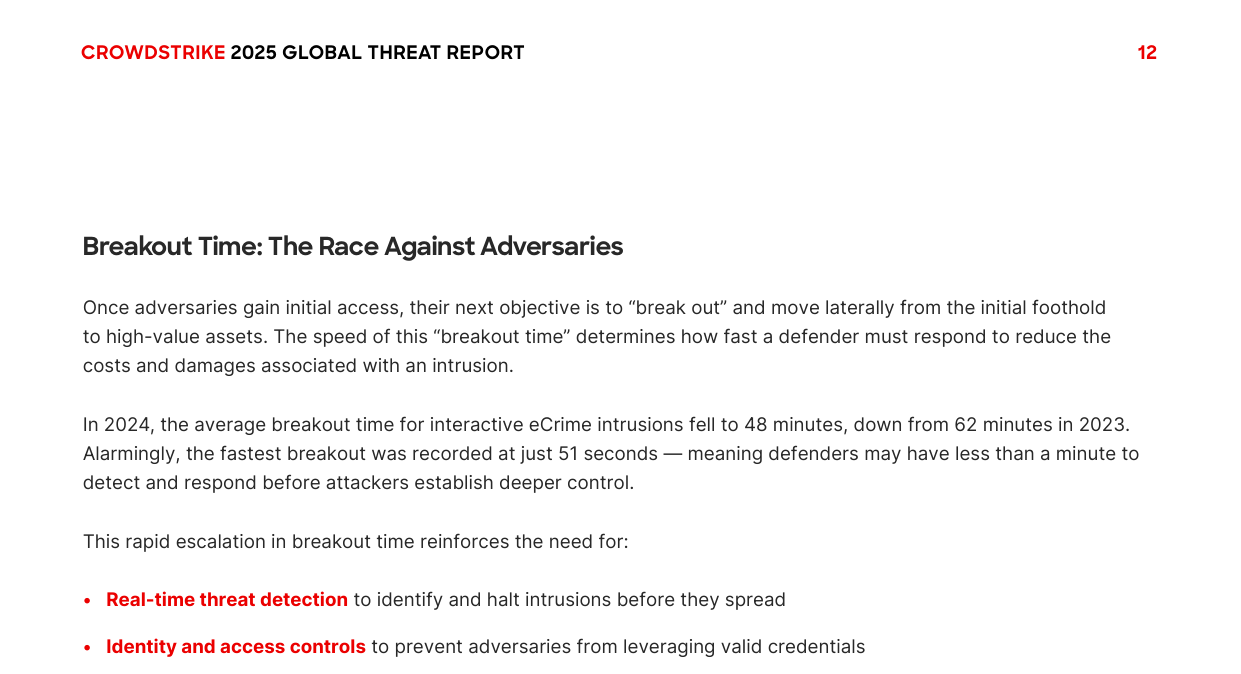 CROWDSTRIKE 2025 GLOBAL THREAT REPORT
12
Breakout Time: The Race Against Adversaries
Once adversaries gain initial access, their next objective is to “break out” and move laterally from the initial foothold
to high-value assets. The speed of this “breakout time” determines how fast a defender must respond to reduce the
costs and damages associated with an intrusion.
In 2024, the average breakout time for interactive eCrime intrusions fell to 48 minutes, down from 62 minutes in 2023.
Alarmingly, the fastest breakout was recorded at just 51 seconds — meaning defenders may have less than a minute to
detect and respond before attackers establish deeper control.
This rapid escalation in breakout time reinforces the need for:
• Real-time threat detection to identify and halt intrusions before they spread
• Identity and access controls to prevent adversaries from leveraging valid credentials